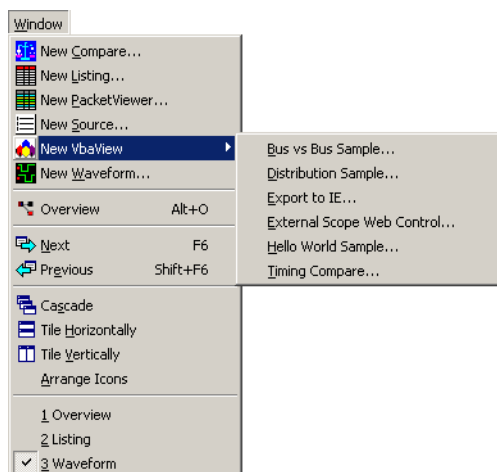 Window
New Compare...
New Listing...
New PacketViewer...
New Source...
New VbaView
New Waveform...
Overview Alt+O
Next F6
Previous Shift+F6
Cascade
Tile Horizontally
Tile Vertically
Arrange Icons
1 Overview
2 Listing
3 Waveform
Bus vs Bus Sample...
Distribution Sample...
Export to IE...
External Scope Web Control...
Hello World Sample...
Timing Compare...